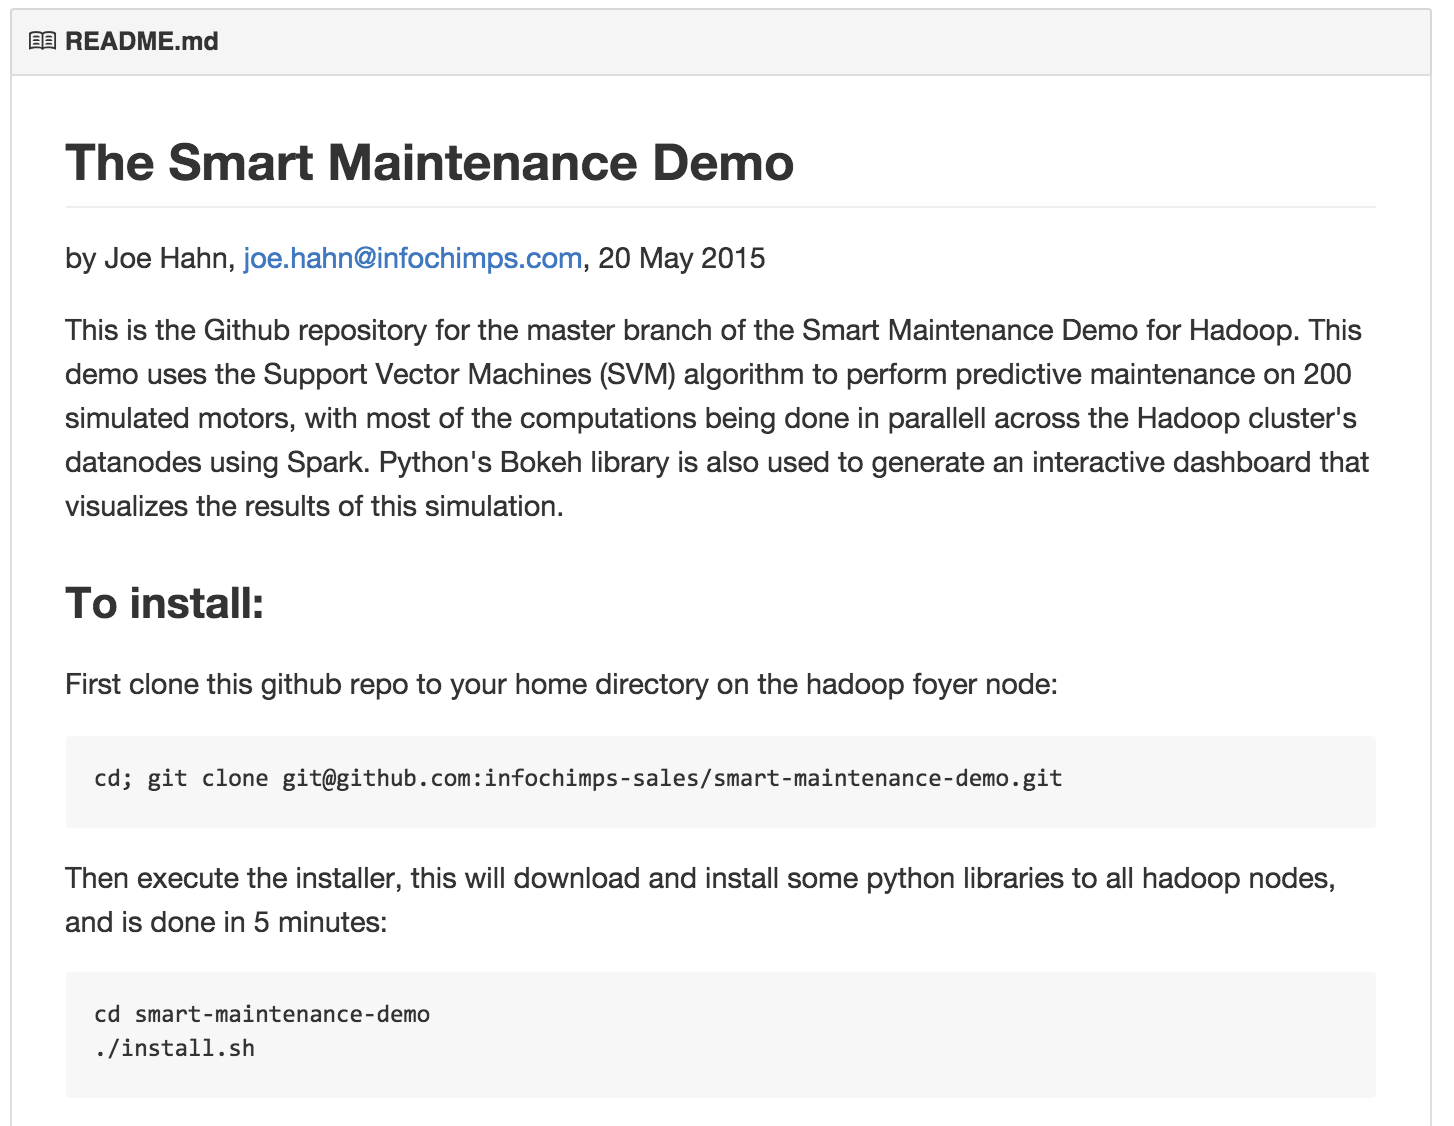 README.md
The Smart Maintenance Demo
by Joe Hahn, joe.hahn@infochimps.com, 20 May 2015
This is the Github repository for the master branch of the Smart Maintenance Demo for Hadoop. This
demo uses the Support Vector Machines (SVM) algorithm to perform predictive maintenance on 200
simulated motors, with most of the computations being done in parallell across the Hadoop cluster's
datanodes using Spark. Python's Bokeh library is also used to generate an interactive dashboard that
visualizes the results of this simulation.
To install:
First clone this github repo to your home directory on the hadoop foyer node:
cd; git clone git@github.com:infochimps-sales/smart-maintenance-demo.git
Then execute the installer, this will download and install some python libraries to all hadoop nodes,
and is done in 5 minutes:
cd smart-maintenance-demo
./install.sh